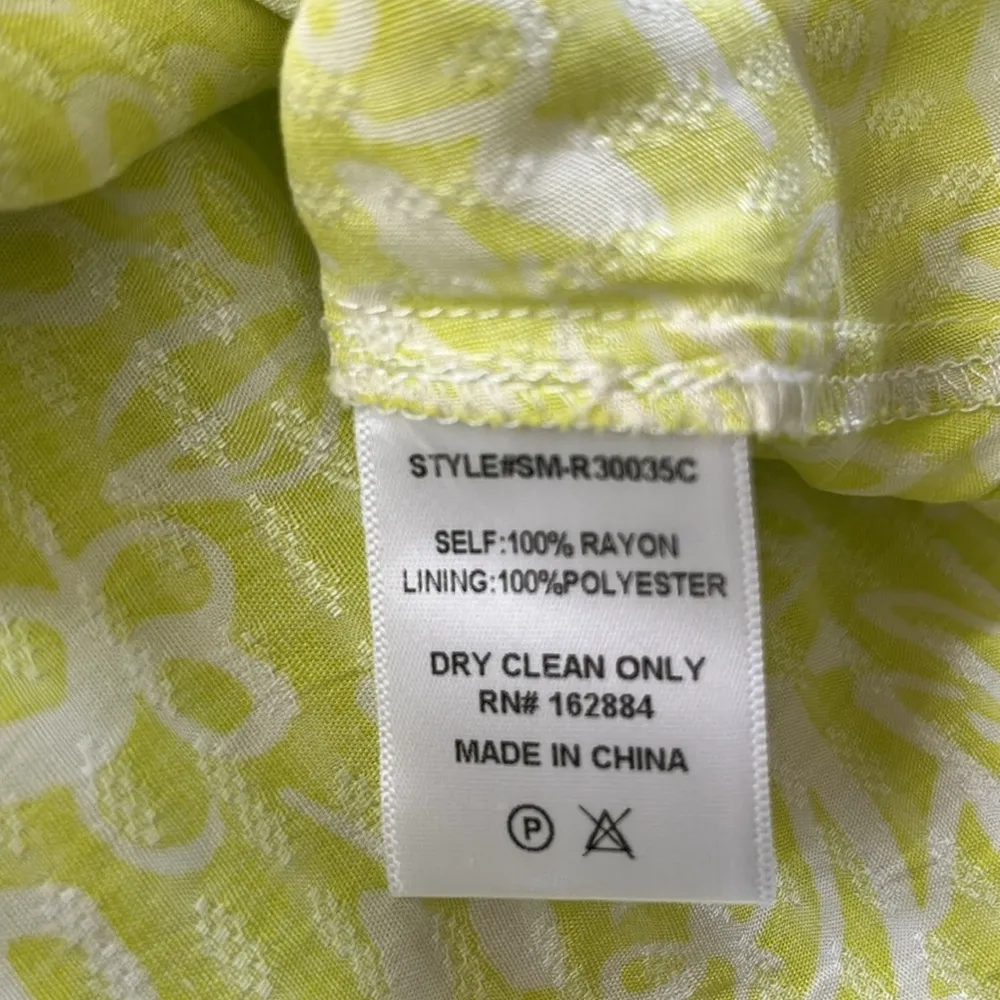 STYLE#SM-R30035C
SELF:100% RAYON
LINING:100%POLYESTER
DRY CLEAN ONLY
RN# 162884
MADE IN CHINA
P